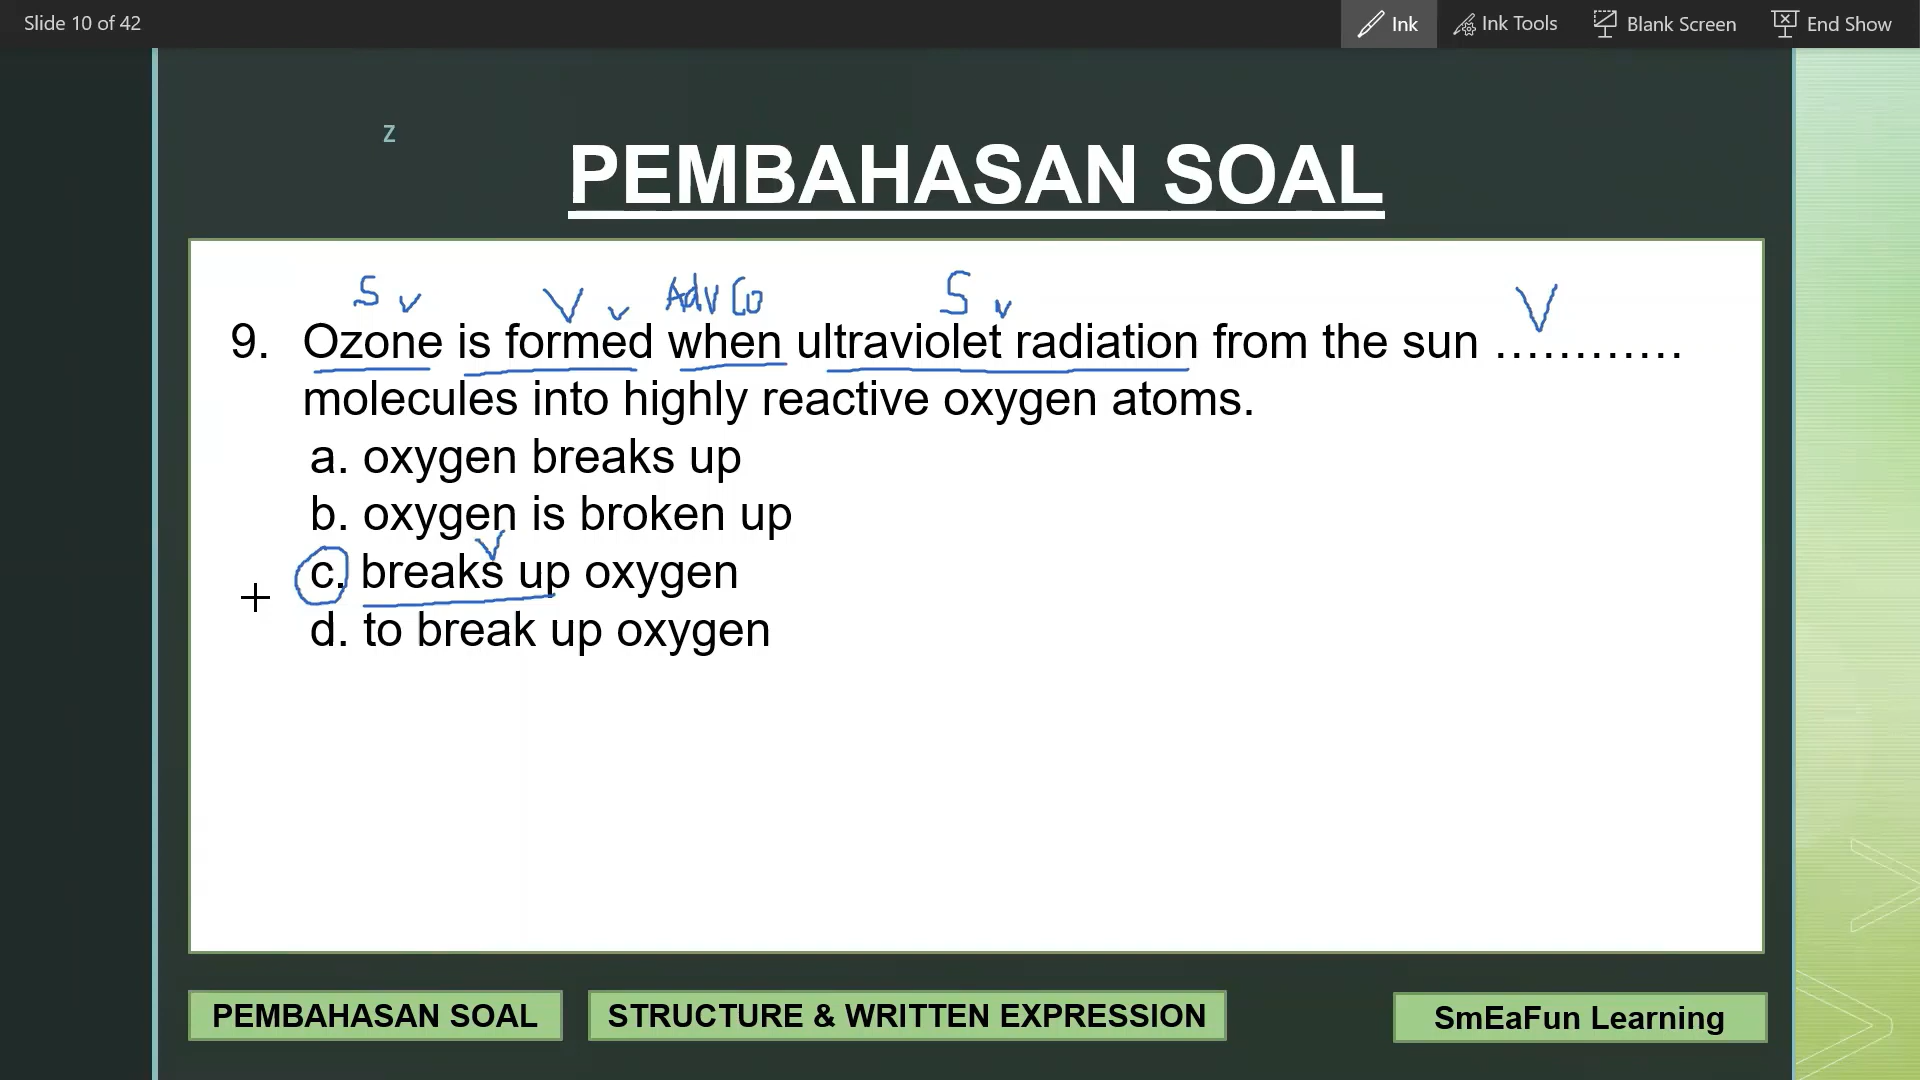 Slide 10 of 42
Ink
Ink Tools
Blank Screen
End Show
z
PEMBAHASAN SOAL
S v V v Adv Co S v V
9. Ozone is formed when ultraviolet radiation from the sun …………
molecules into highly reactive oxygen atoms.
a. oxygen breaks up
b. oxygen is broken up
V
c. breaks up oxygen
d. to break up oxygen
PEMBAHASAN SOAL
STRUCTURE & WRITTEN EXPRESSION
SmEaFun Learning